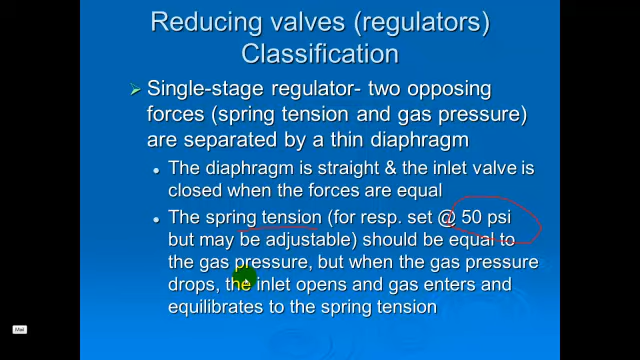 Reducing valves (regulators)
Classification
Single-stage regulator- two opposing
forces (spring tension and gas pressure)
are separated by a thin diaphragm
The diaphragm is straight & the inlet valve is
closed when the forces are equal
The spring tension (for resp. set @ 50 psi
but may be adjustable) should be equal to
the gas pressure, but when the gas pressure
drops, the inlet opens and gas enters and
equilibrates to the spring tension
Mel